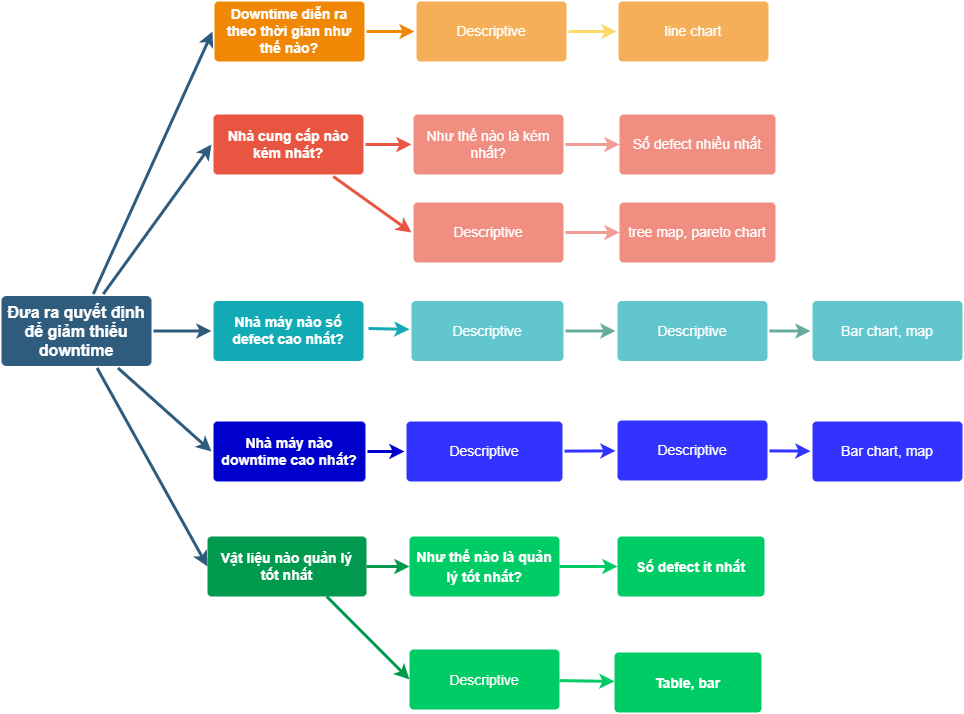 Downtime diễn ra
theo thời gian như
thế nào?
Descriptive
line chart
Nhà cung cấp nào
kém nhất?
Như thế nào là kém
nhất?
Số defect nhiều nhất
Descriptive
tree map, pareto chart
Đưa ra quyết định
để giảm thiểu
downtime
Nhà máy nào số
defect cao nhất?
Descriptive
Descriptive
Bar chart, map
Nhà máy nào
downtime cao nhất?
Descriptive
Descriptive
Bar chart, map
Vật liệu nào quản lý
tốt nhất
Như thế nào là quản
lý tốt nhất?
Số defect ít nhất
Descriptive
Table, bar